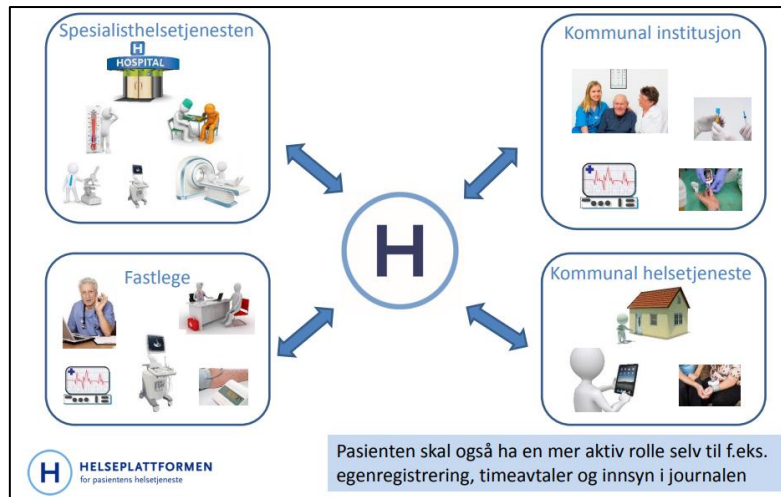 Spesialisthelsetjenesten
H
HOSPITAL
Kommunal institusjon
H
Fastlege
Kommunal helsetjeneste
H
HELSEPLATTFORMEN
for pasientens helsetjeneste
Pasienten skal også ha en mer aktiv rolle selv til f.eks.
egenregistrering, timeavtaler og innsyn i journalen